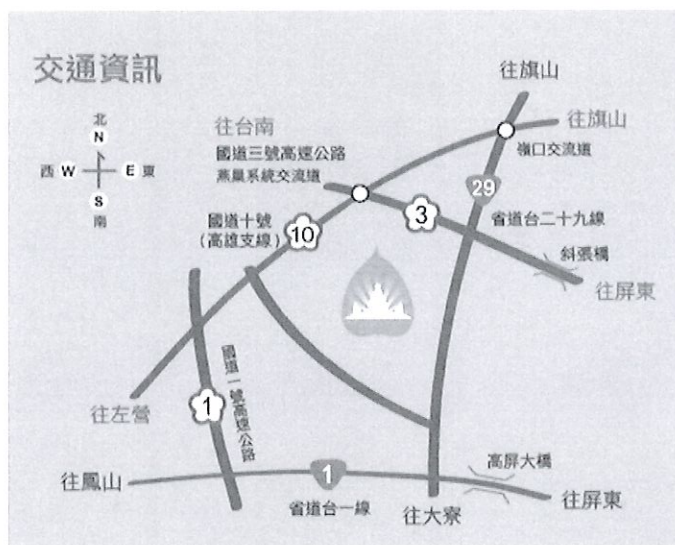 交通資訊
北
N
西 W E 東
S
南
往旗山
往旗山
嶺口交流道
往台南
國道三號高速公路
燕巢系統交流道
29
3
國道十號
(高雄支線)
10
省道台二十九線
斜張橋
往屏東
國道一號高速公路
1
往左營
往鳳山
1
省道台一線
往大寮
高屏大橋
往屏東